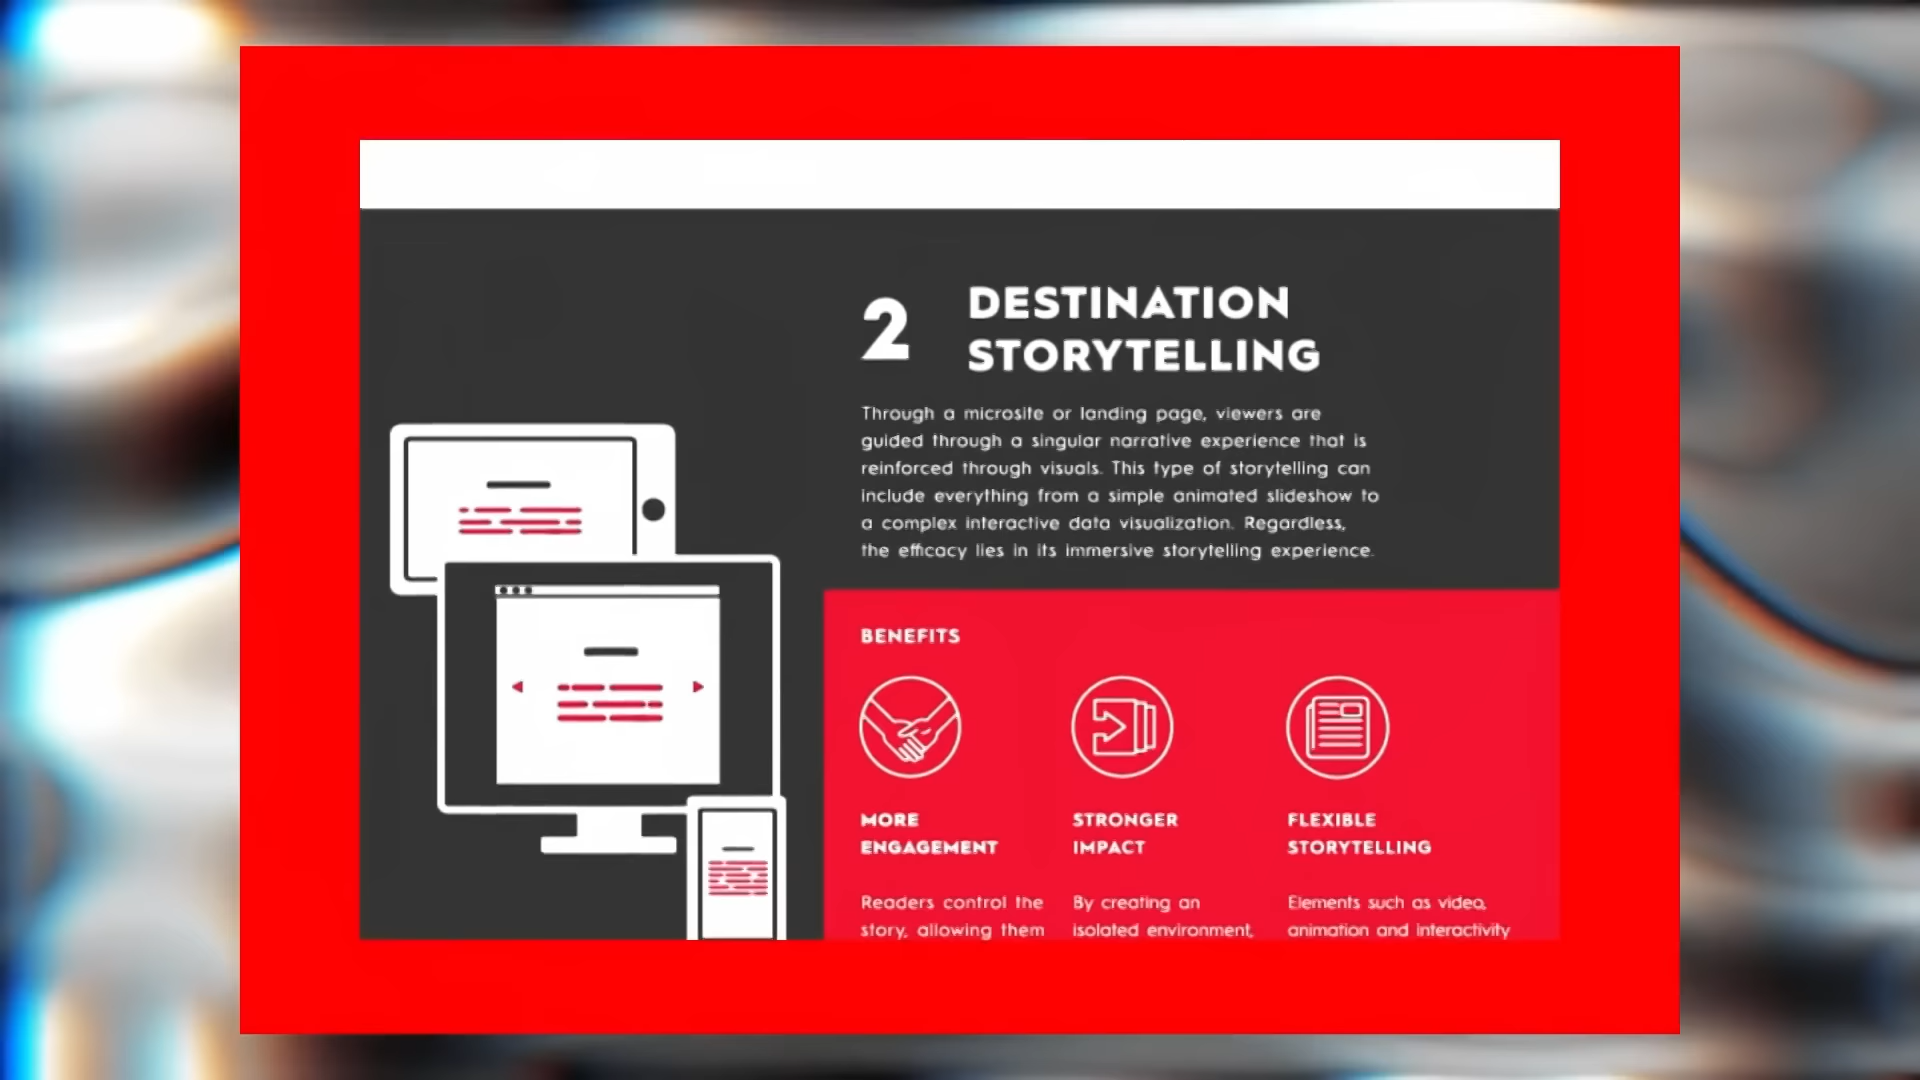 2
DESTINATION
STORYTELLING
Through a microsite or landing page, viewers are
guided through a singular narrative experience that is
reinforced through visuals. This type of storytelling can
include everything from a simple animated slideshow to
a complex interactive data visualization. Regardless,
the efficacy lies in its immersive storytelling experience.
BENEFITS
MORE
ENGAGEMENT
Readers control the
story, allowing them
STRONGER
IMPACT
By creating an
isolated environment,
FLEXIBLE
STORYTELLING
Elements such as video,
animation and interactivity